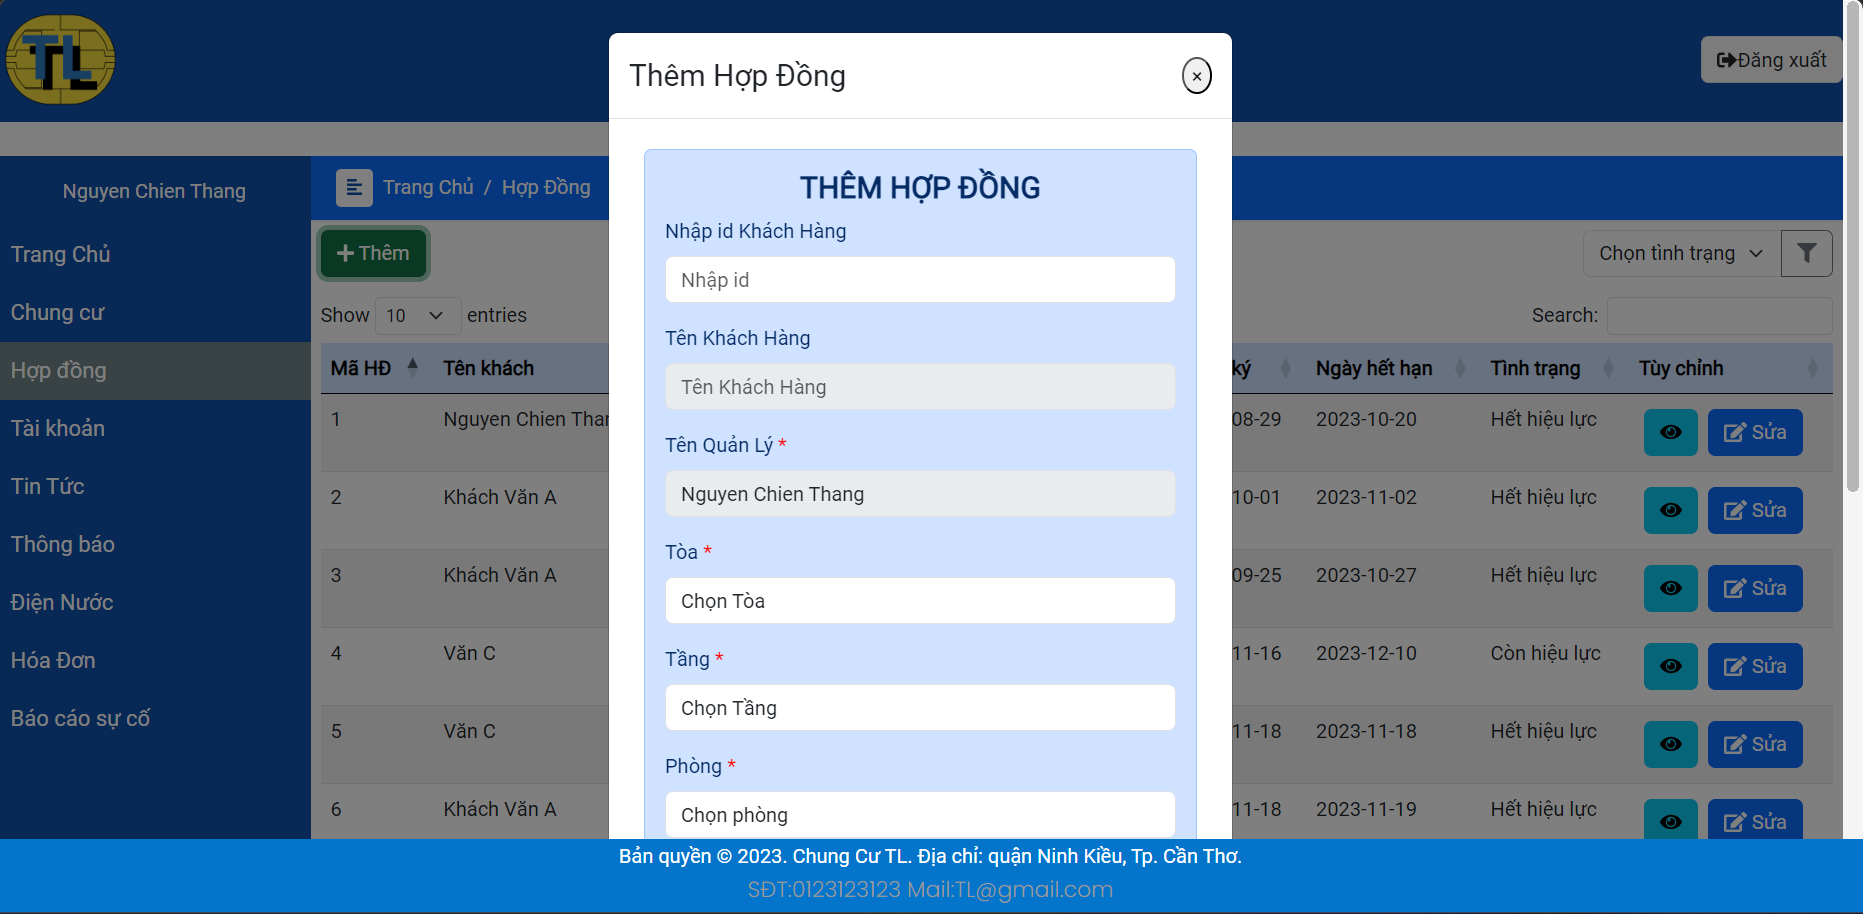 TL
Đăng xuất
Thêm Hợp Đồng
×
Nguyen Chien Thang
Trang Chủ
Chung cư
Hợp đồng
Tài khoản
Tin Tức
Thông báo
Điện Nước
Hóa Đơn
Báo cáo sự cố
Trang Chủ / Hợp Đồng
Thêm
Chọn tình trạng
Show 10 entries
Search:
Mã HĐ Tên khách ký Ngày hết hạn Tình trạng Tùy chỉnh
1 Nguyen Chien Than 08-29 2023-10-20 Hết hiệu lực Sửa
2 Khách Văn A 10-01 2023-11-02 Hết hiệu lực Sửa
3 Khách Văn A 09-25 2023-10-27 Hết hiệu lực Sửa
4 Văn C 11-16 2023-12-10 Còn hiệu lực Sửa
5 Văn C 11-18 2023-11-18 Hết hiệu lực Sửa
6 Khách Văn A 11-18 2023-11-19 Hết hiệu lực Sửa
THÊM HỢP ĐỒNG
Nhập id Khách Hàng
Nhập id
Tên Khách Hàng
Tên Khách Hàng
Tên Quản Lý *
Nguyen Chien Thang
Tòa *
Chọn Tòa
Tầng *
Chọn Tầng
Phòng *
Chọn phòng
Bản quyền © 2023. Chung Cư TL. Địa chỉ: quận Ninh Kiều, Tp. Cần Thơ.
SĐT:0123123123 Mail:TL@gmail.com